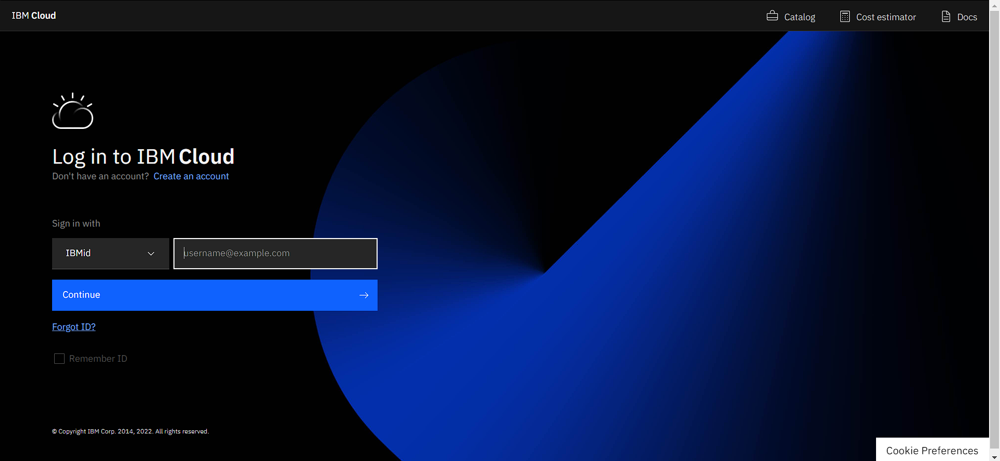 IBM Cloud
Catalog
Cost estimator
Docs
Log in to IBM Cloud
Don't have an account? Create an account
Sign in with
IBMid
username@example.com
Continue
Forgot ID?
Remember ID
© Copyright IBM Corp. 2014, 2022. All rights reserved.
Cookie Preferences